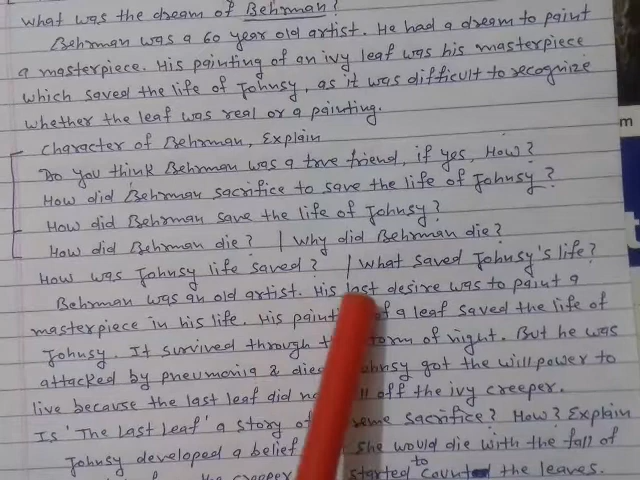 What was the dream of Behrman?
Behrman was a 60 year old artist. He had a dream to paint
a masterpiece. His painting of an ivy leaf was his masterpiece
which saved the life of Johnsy, as it was difficult to recognize
whether the leaf was real or a painting.
Character of Behrman, Explain
Do you think Behrman was a true friend, if yes, How?
How did Behrman sacrifice to save the life of Johnsy?
How did Behrman save the life of Johnsy?
How did Behrman die? | Why did Behrman die?
How was Johnsy life saved? | What saved Johnsy's life?
Behrman was an old artist. His last desire was to paint a
masterpiece in his life. His of a leaf saved the life of
Johnsy. It survived through of night. But he was
attacked by pneumonia & got the willpower to
live because the last leaf did off the ivy creeper.
Is 'The Last Leaf' a story of sacrifice? How? Explain
Johnsy developed a belief she would die with the fall of
the creeper started to count the leaves.
m